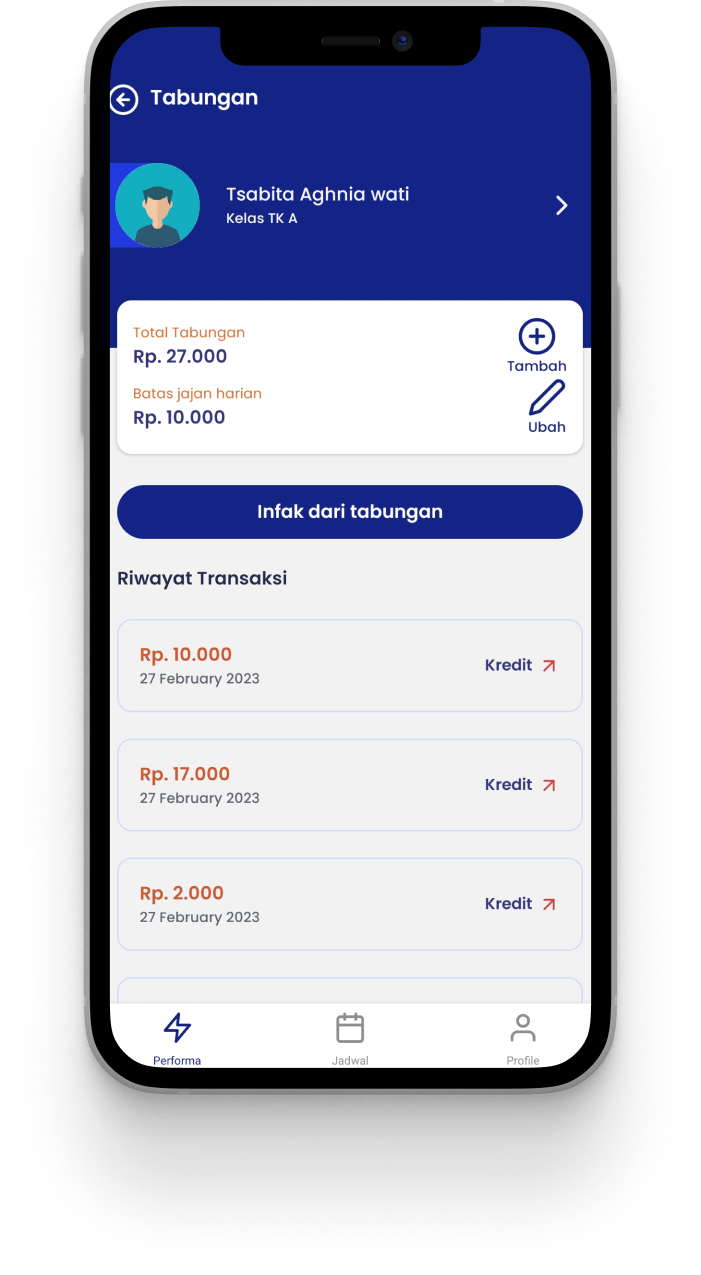 Tabungan
Tsabita Aghnia wati
Kelas TK A
Total Tabungan
Rp. 27.000
Tambah
Batas jajan harian
Rp. 10.000
Ubah
Infak dari tabungan
Riwayat Transaksi
Rp. 10.000
27 February 2023
Kredit
Rp. 17.000
27 February 2023
Kredit
Rp. 2.000
27 February 2023
Kredit
Performa
Jadwal
Profile